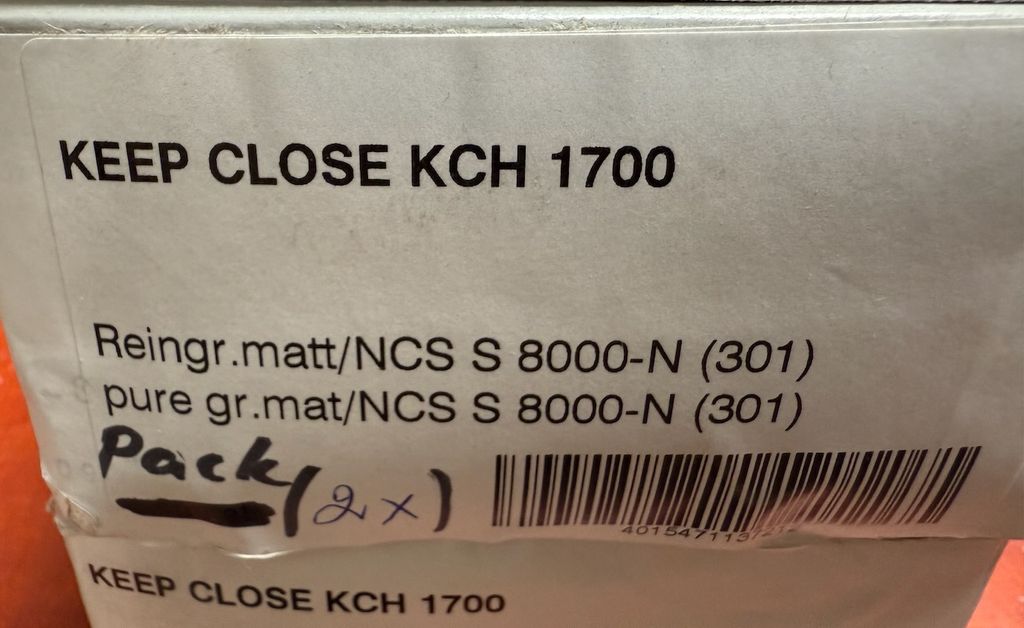 KEEP CLOSE KCH 1700
Reingr.matt/NCS S 8000-N (301)
pure gr.mat/NCS S 8000-N (301)
Pack (2x)
KEEP CLOSE KCH 1700